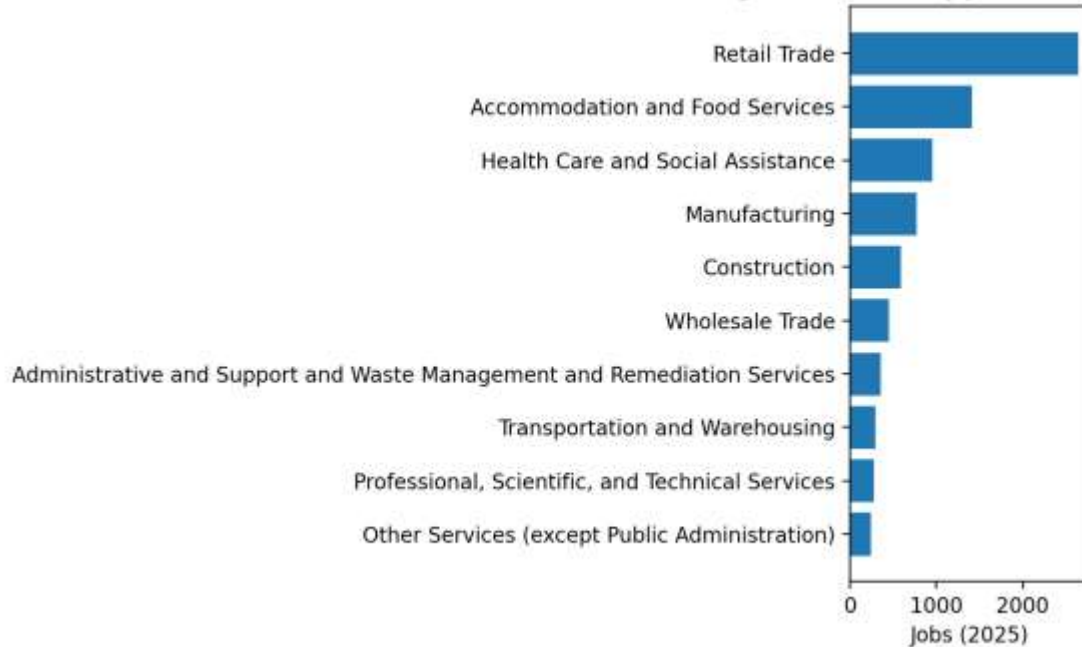 Retail Trade
Accommodation and Food Services
Health Care and Social Assistance
Manufacturing
Construction
Wholesale Trade
Administrative and Support and Waste Management and Remediation Services
Transportation and Warehousing
Professional, Scientific, and Technical Services
Other Services (except Public Administration)
0 1000 2000
Jobs (2025)